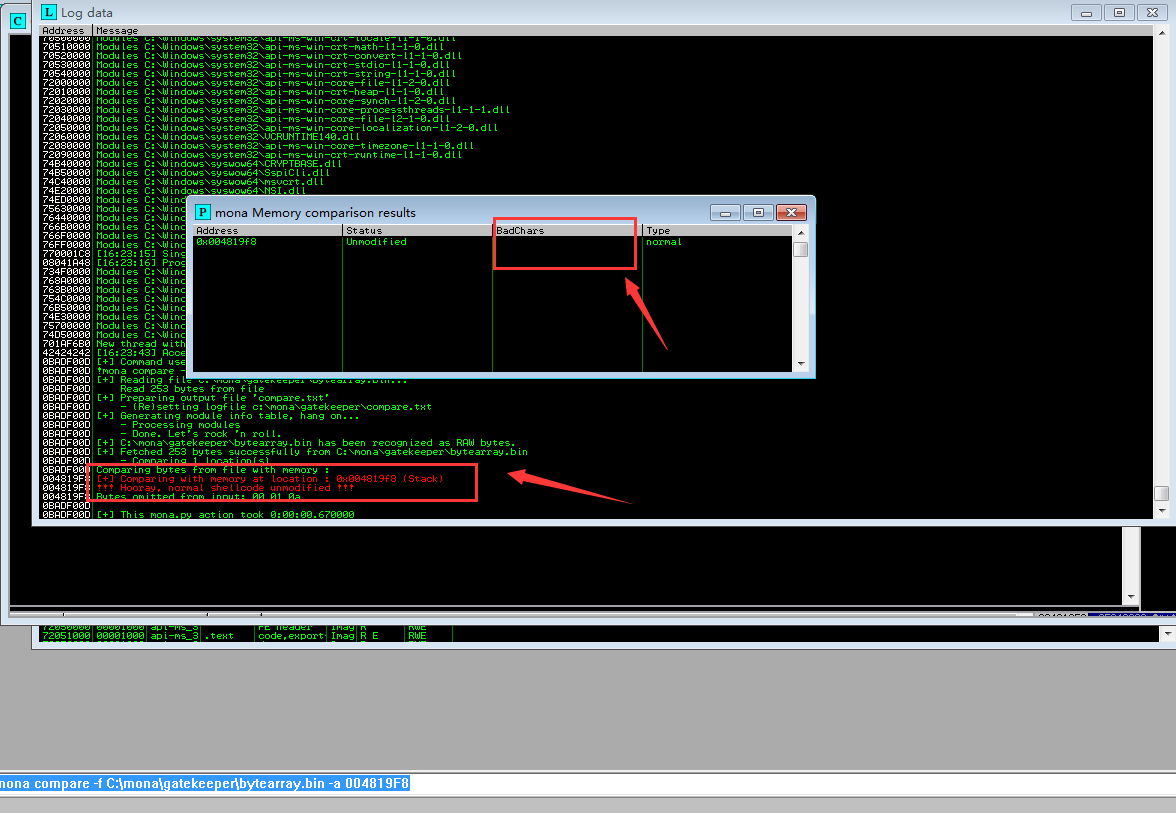 C
L Log data
Address Message
70500000 Modules C:\Windows\system32\api-ms-win-crt-locale-l1-1-0.dll
70510000 Modules C:\Windows\system32\api-ms-win-crt-math-l1-1-0.dll
70520000 Modules C:\Windows\system32\api-ms-win-crt-convert-l1-1-0.dll
70530000 Modules C:\Windows\system32\api-ms-win-crt-stdio-l1-1-0.dll
70540000 Modules C:\Windows\system32\api-ms-win-crt-string-l1-1-0.dll
72000000 Modules C:\Windows\system32\api-ms-win-core-file-l1-2-0.dll
72010000 Modules C:\Windows\system32\api-ms-win-crt-heap-l1-1-0.dll
72020000 Modules C:\Windows\system32\api-ms-win-core-synch-l1-2-0.dll
72030000 Modules C:\Windows\system32\api-ms-win-core-processthreads-l1-1-1.dll
72040000 Modules C:\Windows\system32\api-ms-win-core-file-l2-1-0.dll
72050000 Modules C:\Windows\system32\api-ms-win-core-localization-l1-2-0.dll
72060000 Modules C:\Windows\system32\VCRUNTIME140.dll
72080000 Modules C:\Windows\system32\api-ms-win-core-timezone-l1-1-0.dll
72090000 Modules C:\Windows\system32\api-ms-win-crt-runtime-l1-1-0.dll
74B40000 Modules C:\Windows\syswow64\CRYPTBASE.dll
74B50000 Modules C:\Windows\syswow64\SspiCli.dll
74C40000 Modules C:\Windows\syswow64\msvcrt.dll
74E20000 Modules C:\Windows\syswow64\NSI.dll
74ED0000 Modules C:\Winc
75630000 Modules C:\Winc
76440000 Modules C:\Winc
766B0000 Modules C:\Winc
766F0000 Modules C:\Winc
76FF0000 Modules C:\Winc
770001C8 [16:23:15] Sing
08041A48 [16:23:16] Prog
734F0000 Modules C:\Winc
768A0000 Modules C:\Winc
763B0000 Modules C:\Winc
754C0000 Modules C:\Winc
76B50000 Modules C:\Winc
74E30000 Modules C:\Winc
75700000 Modules C:\Winc
74D50000 Modules C:\Winc
701AF6B0 New thread with
42424242 [16:23:43] Acce
0BADF00D [+] Command use
0BADF00D !mona compare -
0BADF00D [+] Reading file c:\mona\gatekeeper\bytearray.bin...
0BADF00D Read 253 bytes from file
0BADF00D [+] Preparing output file 'compare.txt'
0BADF00D - (Re)setting logfile c:\mona\gatekeeper\compare.txt
0BADF00D [+] Generating module info table, hang on...
0BADF00D - Processing modules
0BADF00D - Done. Let's rock 'n roll.
0BADF00D [+] C:\mona\gatekeeper\bytearray.bin has been recognized as RAW bytes.
0BADF00D [+] Fetched 253 bytes successfully from C:\mona\gatekeeper\bytearray.bin
0BADF00D - Comparing 1 location(s)
0BADF00D Comparing bytes from file with memory :
004819F8 [+] Comparing with memory at location : 0x004819f8 (Stack)
004819F8 !!! Hooray, normal shellcode unmodified !!!
004819F8 Bytes omitted from input: 00 01 0a
0BADF00D
0BADF00D [+] This mona.py action took 0:00:00.670000
P mona Memory comparison results
Address Status BadChars Type
0x004819f8 Unmodified normal
72050000 00001000 api-ms_3 PE header Imag R RWE
72051000 00001000 api-ms_3 .text code,export Imag R E RWE
mona compare -f C:\mona\gatekeeper\bytearray.bin -a 004819F8